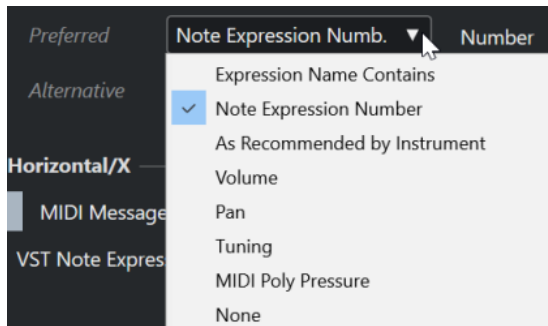 Preferred Note Expression Numb. Number
Expression Name Contains
Alternative
Note Expression Number
As Recommended by Instrument
Horizontal/X
Volume
MIDI Message
Pan
Tuning
VST Note Expres
MIDI Poly Pressure
None